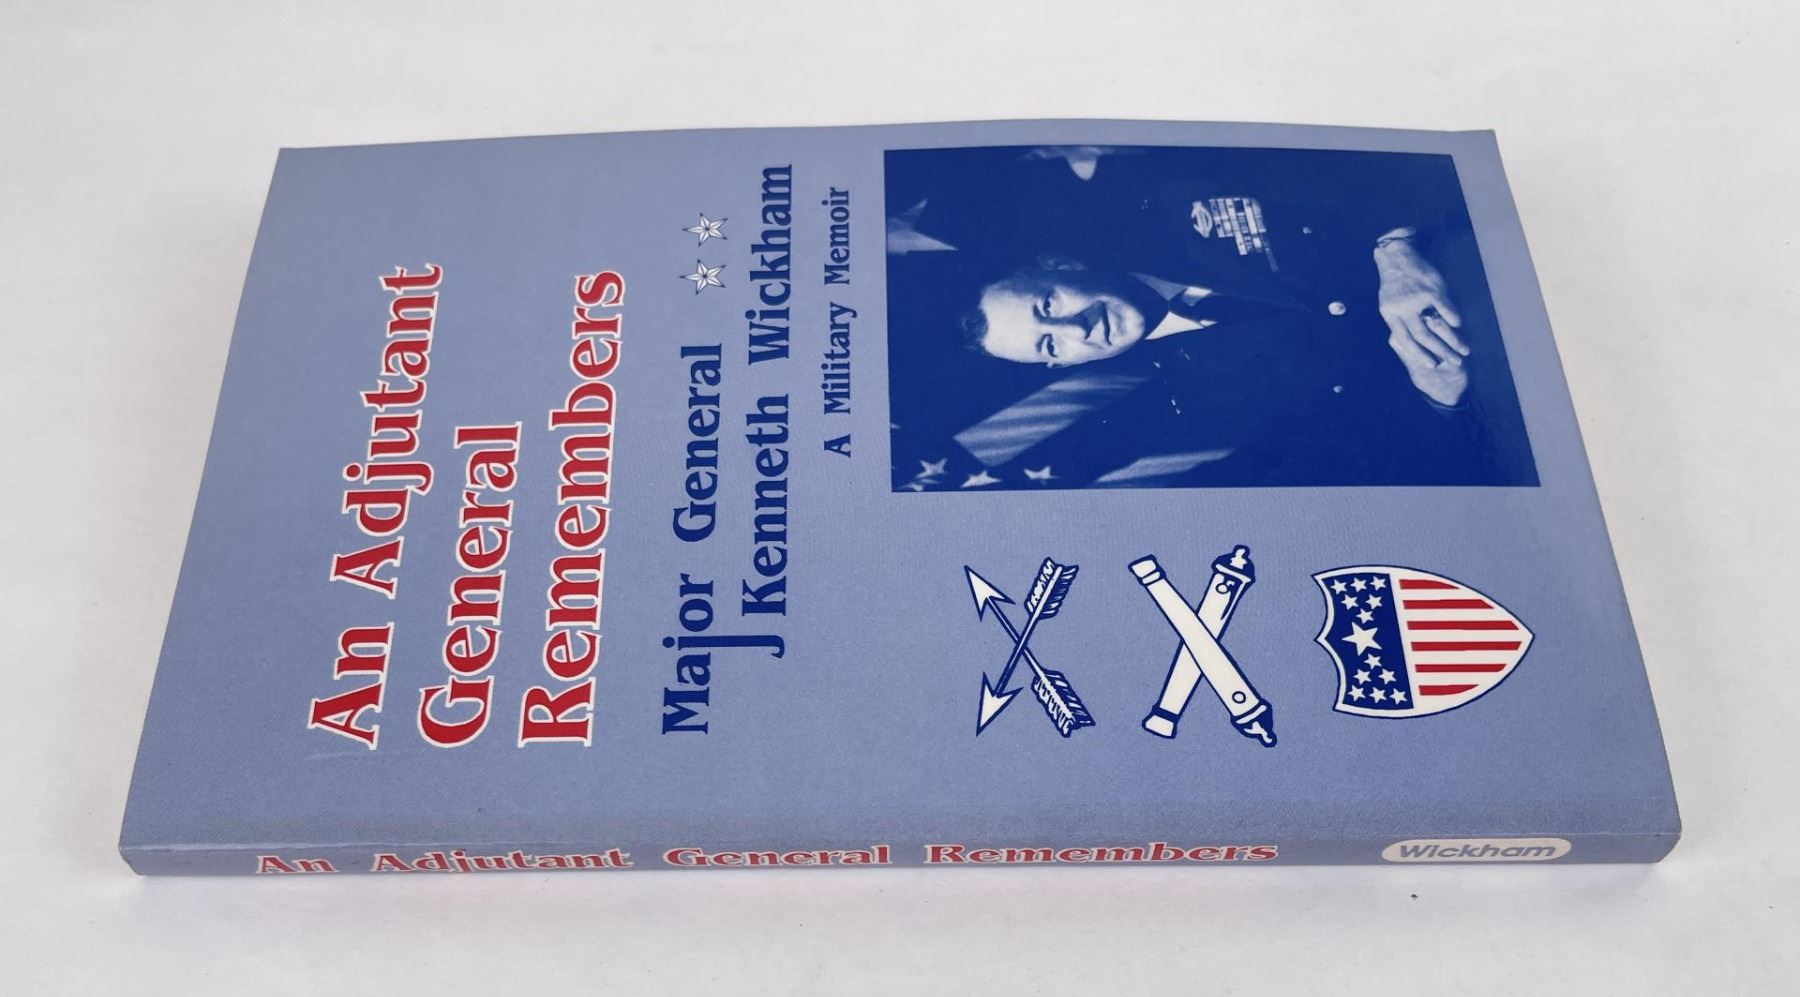 An Adjutant
General
Remembers
Major General
Kenneth Wickham
A Military Memoir
An Adjutant General Remembers
Wickham